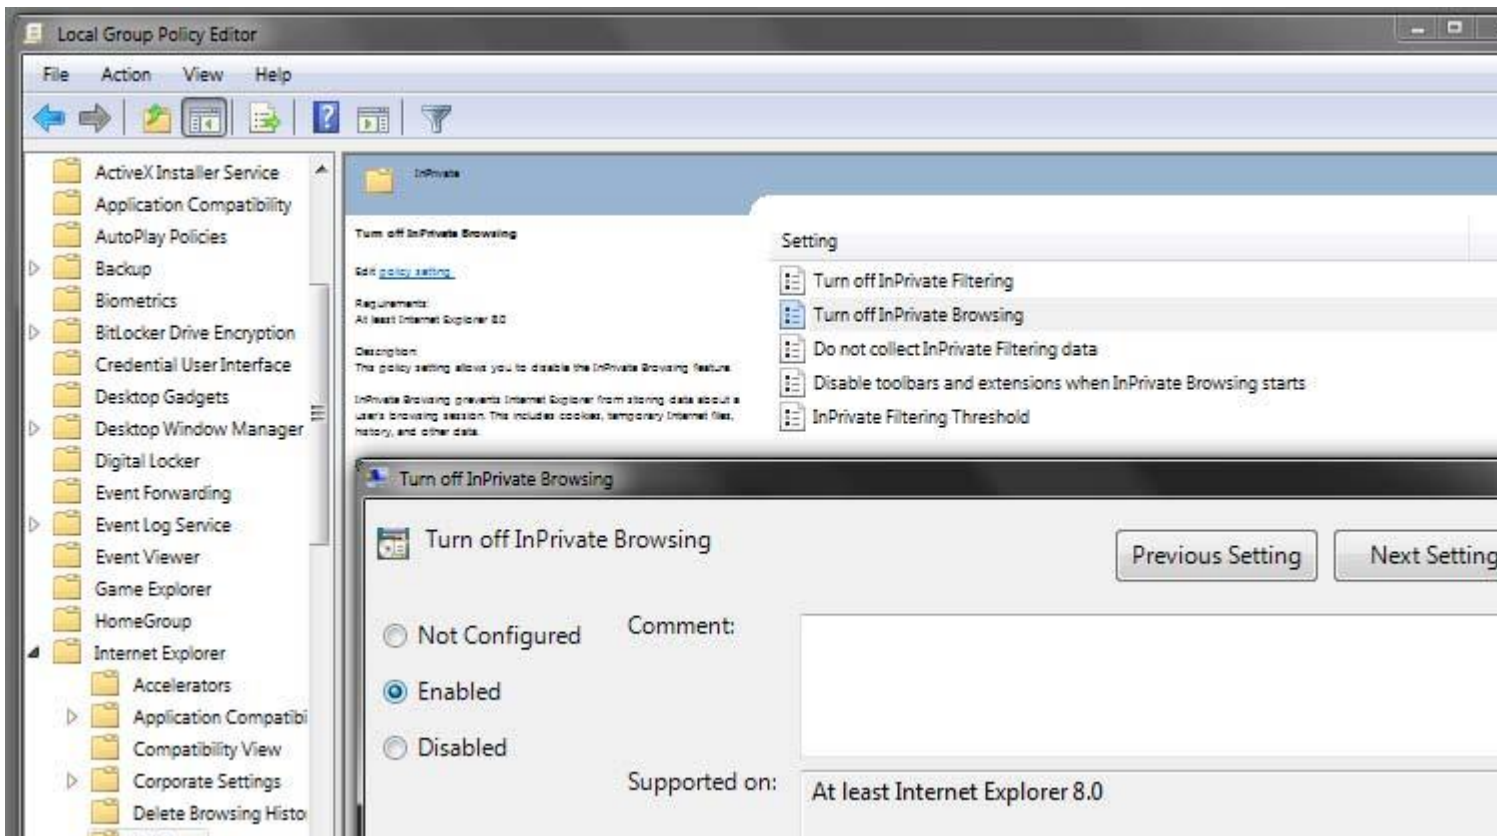 Local Group Policy Editor
File Action View Help
ActiveX Installer Service
Application Compatibility
AutoPlay Policies
Backup
Biometrics
BitLocker Drive Encryption
Credential User Interface
Desktop Gadgets
Desktop Window Manager
Digital Locker
Event Forwarding
Event Log Service
Event Viewer
Game Explorer
HomeGroup
Internet Explorer
Accelerators
Application Compatibi
Compatibility View
Corporate Settings
Delete Browsing Histo
InPrivate
Turn off InPrivate Browsing
Edit policy setting
Requirements:
At least Internet Explorer 8.0
Description:
This policy setting allows you to disable the InPrivate Browsing feature.
InPrivate Browsing prevents Internet Explorer from storing data about a
user's browsing session. This includes cookies, temporary Internet files,
history, and other data.
Setting
Turn off InPrivate Filtering
Turn off InPrivate Browsing
Do not collect InPrivate Filtering data
Disable toolbars and extensions when InPrivate Browsing starts
InPrivate Filtering Threshold
Turn off InPrivate Browsing
Turn off InPrivate Browsing
Previous Setting Next Setting
Not Configured
Enabled
Disabled
Comment:
Supported on:
At least Internet Explorer 8.0